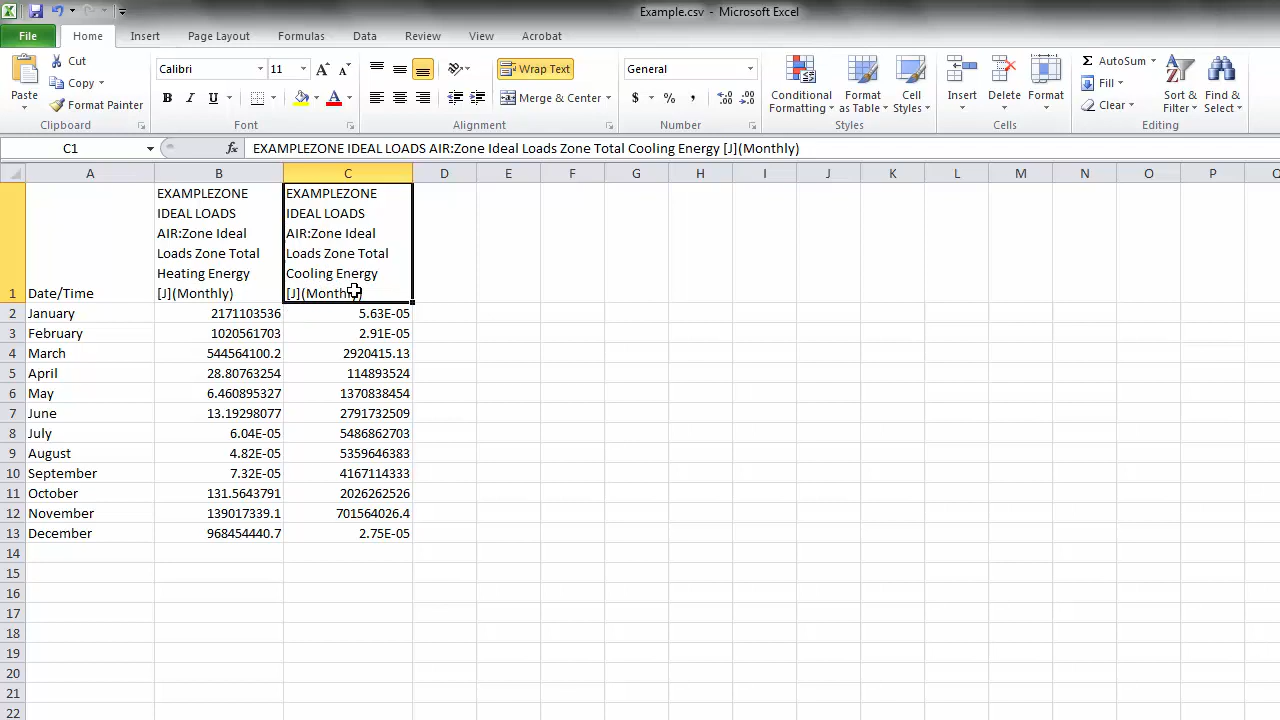 Example.csv - Microsoft Excel
File Home Insert Page Layout Formulas Data Review View Acrobat
Paste
Cut
Copy
Format Painter
Clipboard
Calibri 11
B I U
Font
Wrap Text
Merge & Center
Alignment
General
$ % ,
Number
Conditional Formatting
Format as Table
Cell Styles
Styles
Insert Delete Format
Cells
Σ AutoSum
Fill
Clear
Sort & Filter
Find & Select
Editing
C1 fx EXAMPLEZONE IDEAL LOADS AIR:Zone Ideal Loads Zone Total Cooling Energy [J](Monthly)
A B C D E F G H I J K L M N O P Q
EXAMPLEZONE EXAMPLEZONE
IDEAL LOADS IDEAL LOADS
AIR:Zone Ideal AIR:Zone Ideal
Loads Zone Total Loads Zone Total
Heating Energy Cooling Energy
1 Date/Time [J](Monthly) [J](Monthly)
2 January 2171103536 5.63E-05
3 February 1020561703 2.91E-05
4 March 544564100.2 2920415.13
5 April 28.80763254 114893524
6 May 6.460895327 1370838454
7 June 13.19298077 2791732509
8 July 6.04E-05 5486862703
9 August 4.82E-05 5359646383
10 September 7.32E-05 4167114333
11 October 131.5643791 2026262526
12 November 139017339.1 701564026.4
13 December 968454440.7 2.75E-05
14
15
16
17
18
19
20
21
22